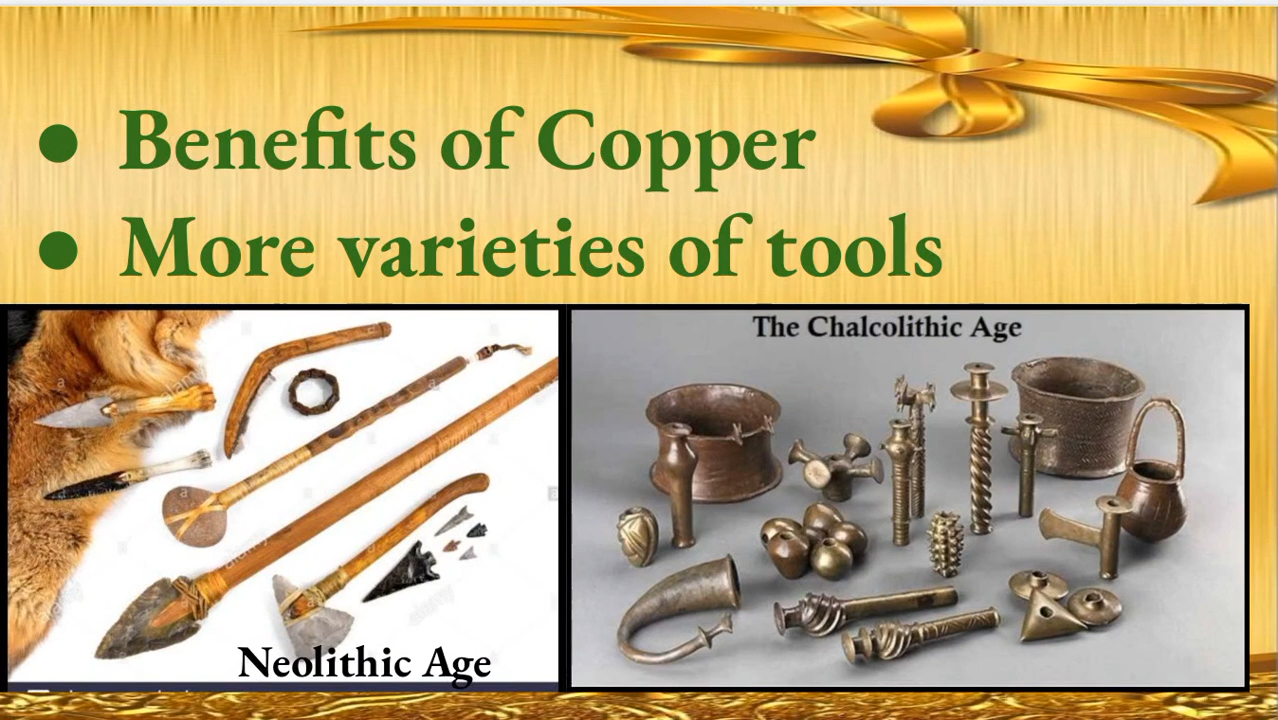 ● Benefits of Copper
● More varieties of tools
The Chalcolithic Age
Neolithic Age